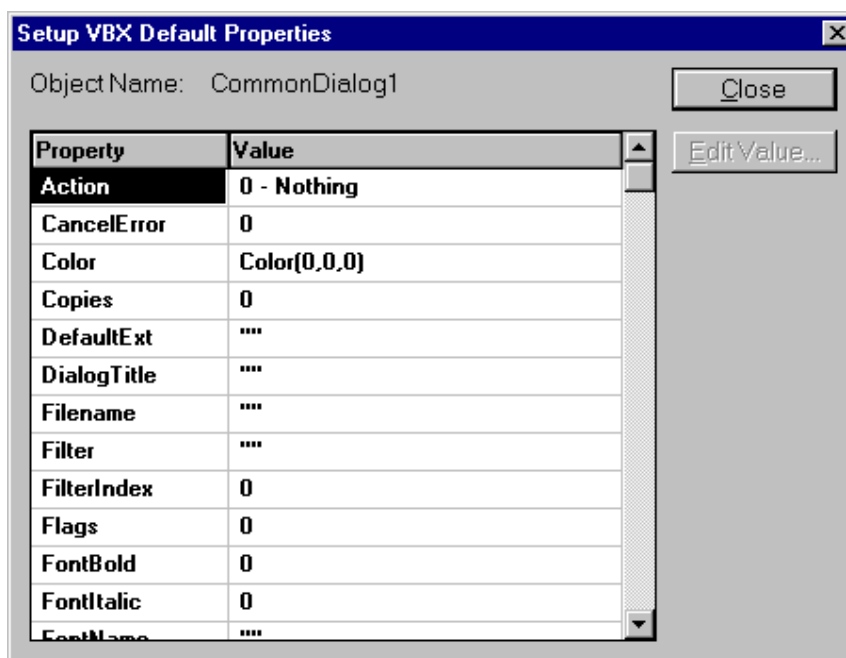 Setup VBX Default Properties
Object Name: CommonDialog1
Close
Edit Value...
Property Value
Action 0 - Nothing
CancelError 0
Color Color(0,0,0)
Copies 0
DefaultExt """"
DialogTitle """"
Filename """"
Filter """"
FilterIndex 0
Flags 0
FontBold 0
FontItalic 0
FontName """"